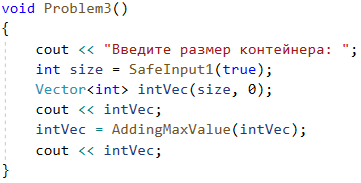 void Problem3()
{
    cout << "Введите размер контейнера: ";
    int size = SafeInput1(true);
    Vector<int> intVec(size, 0);
    cout << intVec;
    intVec = AddingMaxValue(intVec);
    cout << intVec;
}